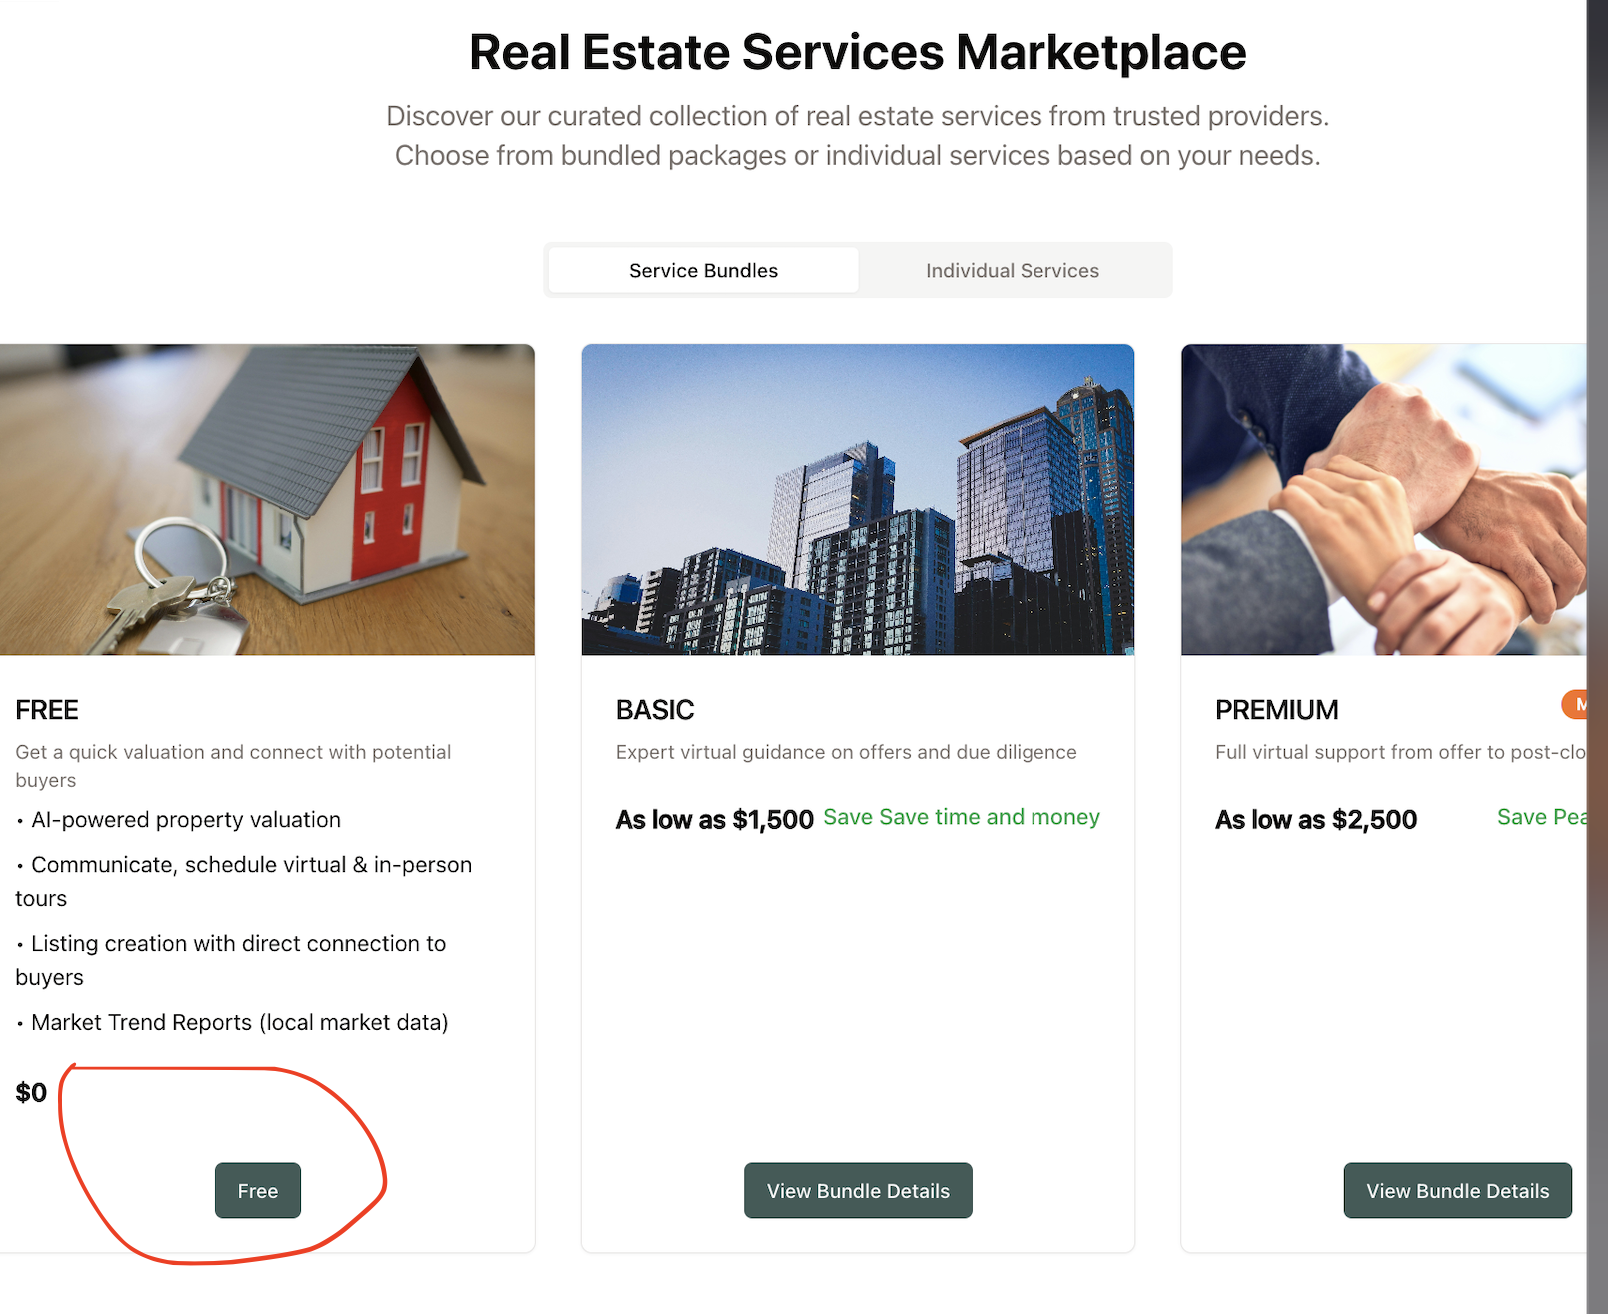 Real Estate Services Marketplace
Discover our curated collection of real estate services from trusted providers.
Choose from bundled packages or individual services based on your needs.
Service Bundles
Individual Services
FREE
Get a quick valuation and connect with potential
buyers
• AI-powered property valuation
• Communicate, schedule virtual & in-person
tours
• Listing creation with direct connection to
buyers
• Market Trend Reports (local market data)
$0
Free
BASIC
Expert virtual guidance on offers and due diligence
As low as $1,500 Save Save time and money
View Bundle Details
PREMIUM
M
Full virtual support from offer to post-clo
As low as $2,500 Save Pea
View Bundle Details